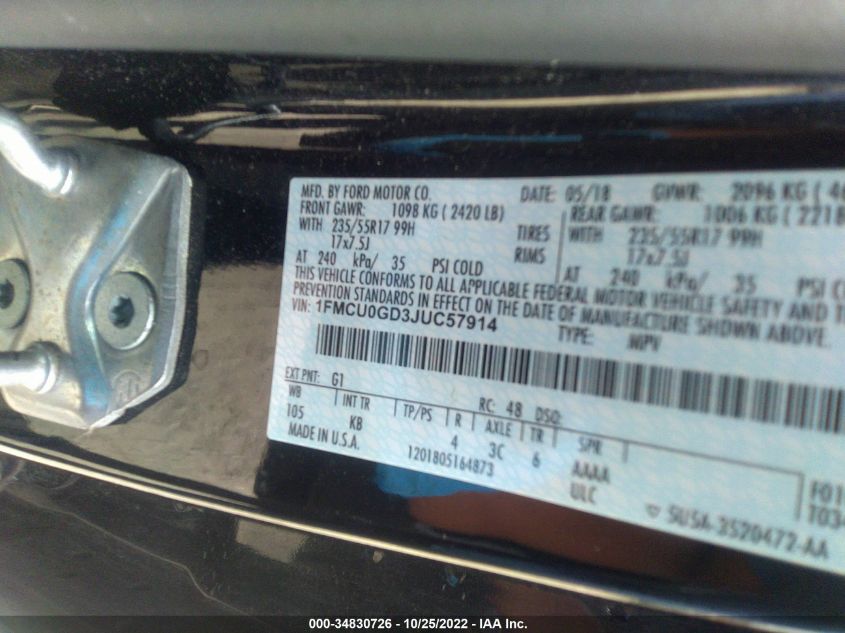 MFD. BY FORD MOTOR CO. DATE: 05/18 GVWR: 2096 KG
FRONT GAWR: 1098 KG ( 2420 LB) REAR GAWR: 1006 KG ( 2218
WITH 235/55R17 99H TIRES WITH 235/55R17 99H
17x7.5J RIMS 17x7.5J
AT 240 kPa/ 35 PSI COLD AT 240 kPa/ 35 PSI COL
THIS VEHICLE CONFORMS TO ALL APPLICABLE FEDERAL MOTOR VEHICLE SAFETY AND
PREVENTION STANDARDS IN EFFECT ON THE DATE OF MANUFACTURE SHOWN ABOVE.
VIN: 1FMCU0GD3JUC57914 TYPE: MPV
EXT PNT: G1 RC: 48 DSO:
WB INT TR TP/PS R AXLE TR SPR
105 KB 4 3C 6 AAAA
MADE IN U.S.A. 1201805164873 ULC
F01
T034
5U5A-3520472-AA
000-34830726 - 10/25/2022 - IAA Inc.